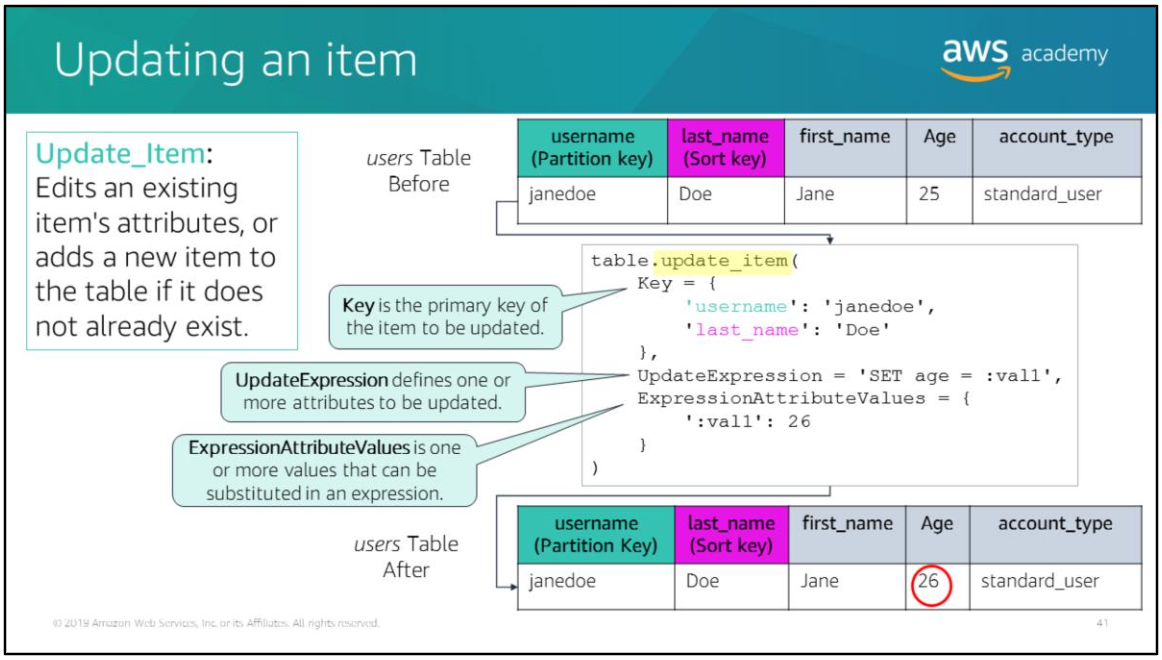 Updating an item
aws academy
Update_Item:
Edits an existing
item's attributes, or
adds a new item to
the table if it does
not already exist.
users Table
Before
username last_name first_name Age account_type
(Partition key) (Sort key)
janedoe Doe Jane 25 standard_user
table.update_item(
Key = {
'username': 'janedoe',
'last_name': 'Doe'
},
UpdateExpression = 'SET age = :val1',
ExpressionAttributeValues = {
':val1': 26
}
)
Key is the primary key of
the item to be updated.
UpdateExpression defines one or
more attributes to be updated.
ExpressionAttributeValues is one
or more values that can be
substituted in an expression.
users Table
After
username last_name first_name Age account_type
(Partition Key) (Sort key)
janedoe Doe Jane 26 standard_user
© 2019 Amazon Web Services, Inc. or its Affiliates. All rights reserved.
41